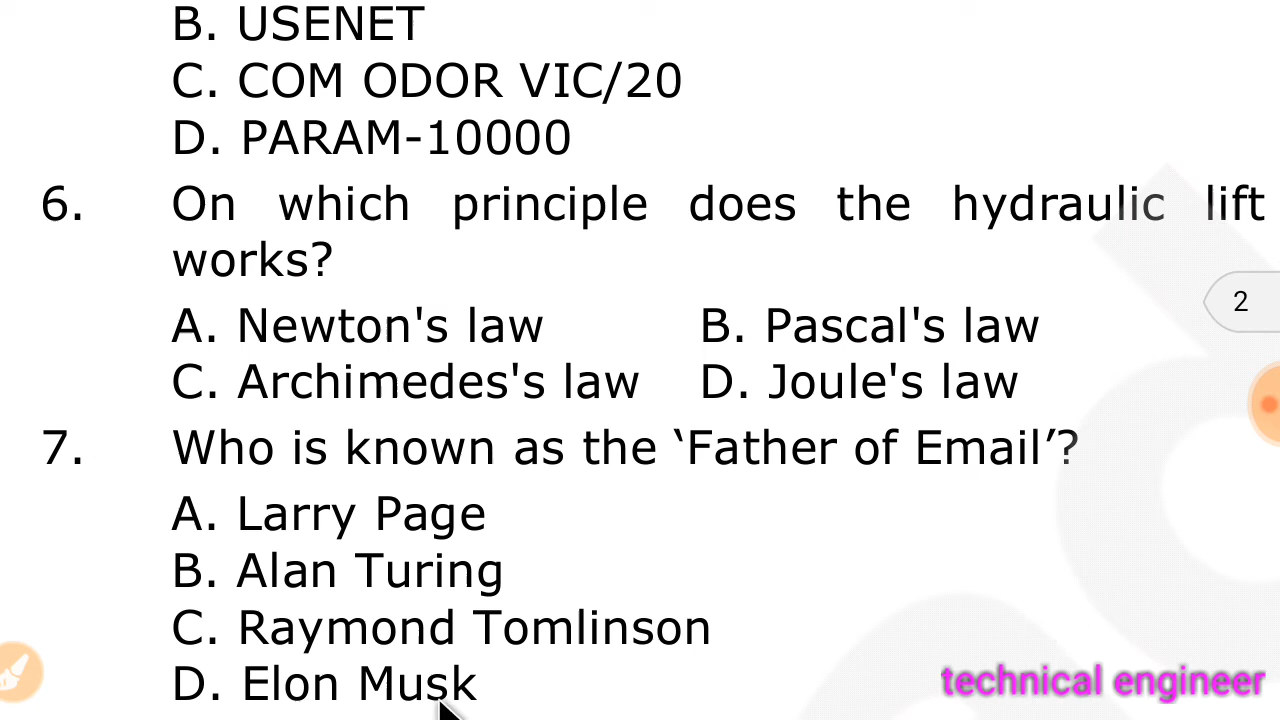 B. USENET
C. COM ODOR VIC/20
D. PARAM-10000
6. On which principle does the hydraulic lift
works?
A. Newton's law B. Pascal's law
C. Archimedes's law D. Joule's law
2
7. Who is known as the ‘Father of Email’?
A. Larry Page
B. Alan Turing
C. Raymond Tomlinson
D. Elon Musk
technical engineer